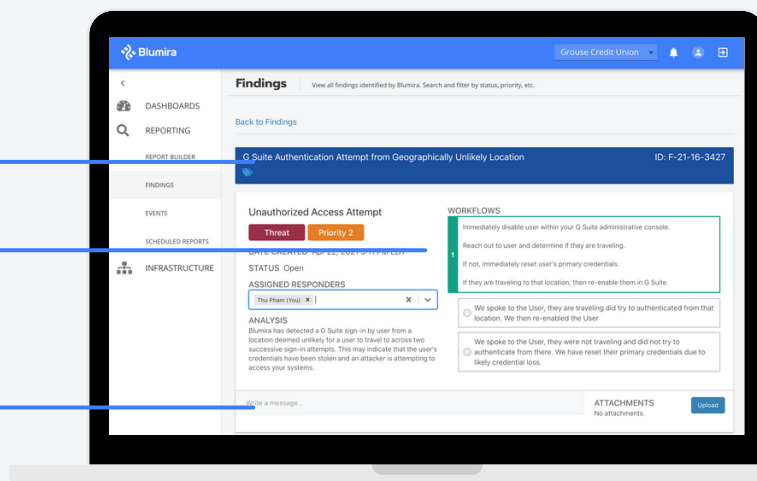 Blumira
Grouse Credit Union
Findings
View all findings identified by Blumira. Search and filter by status, priority, etc.
DASHBOARDS
REPORTING
REPORT BUILDER
FINDINGS
EVENTS
SCHEDULED REPORTS
INFRASTRUCTURE
Back to Findings
G Suite Authentication Attempt from Geographically Unlikely Location
ID: F-21-16-3427
Unauthorized Access Attempt
Threat
Priority 2
DATE CREATED Apr 22, 2021 5:11 PM EDT
STATUS Open
ASSIGNED RESPONDERS
Thu Pham (You) x
X
ANALYSIS
Blumira has detected a G Suite sign-in by user from a
location deemed unlikely for a user to travel to across two
successive sign-in attempts. This may indicate that the user's
credentials have been stolen and an attacker is attempting to
access your systems.
WORKFLOWS
1
Immediately disable user within your G Suite administrative console.
Reach out to user and determine if they are traveling.
If not, immediately reset user's primary credentials.
If they are traveling to that location, then re-enable them in G Suite.
We spoke to the User, they are traveling did try to authenticated from that
location. We then re-enabled the User
We spoke to the User, they were not traveling and did not try to
authenticate from there. We have reset their primary credentials due to
likely credential loss.
Write a message...
ATTACHMENTS
No attachments.
Upload